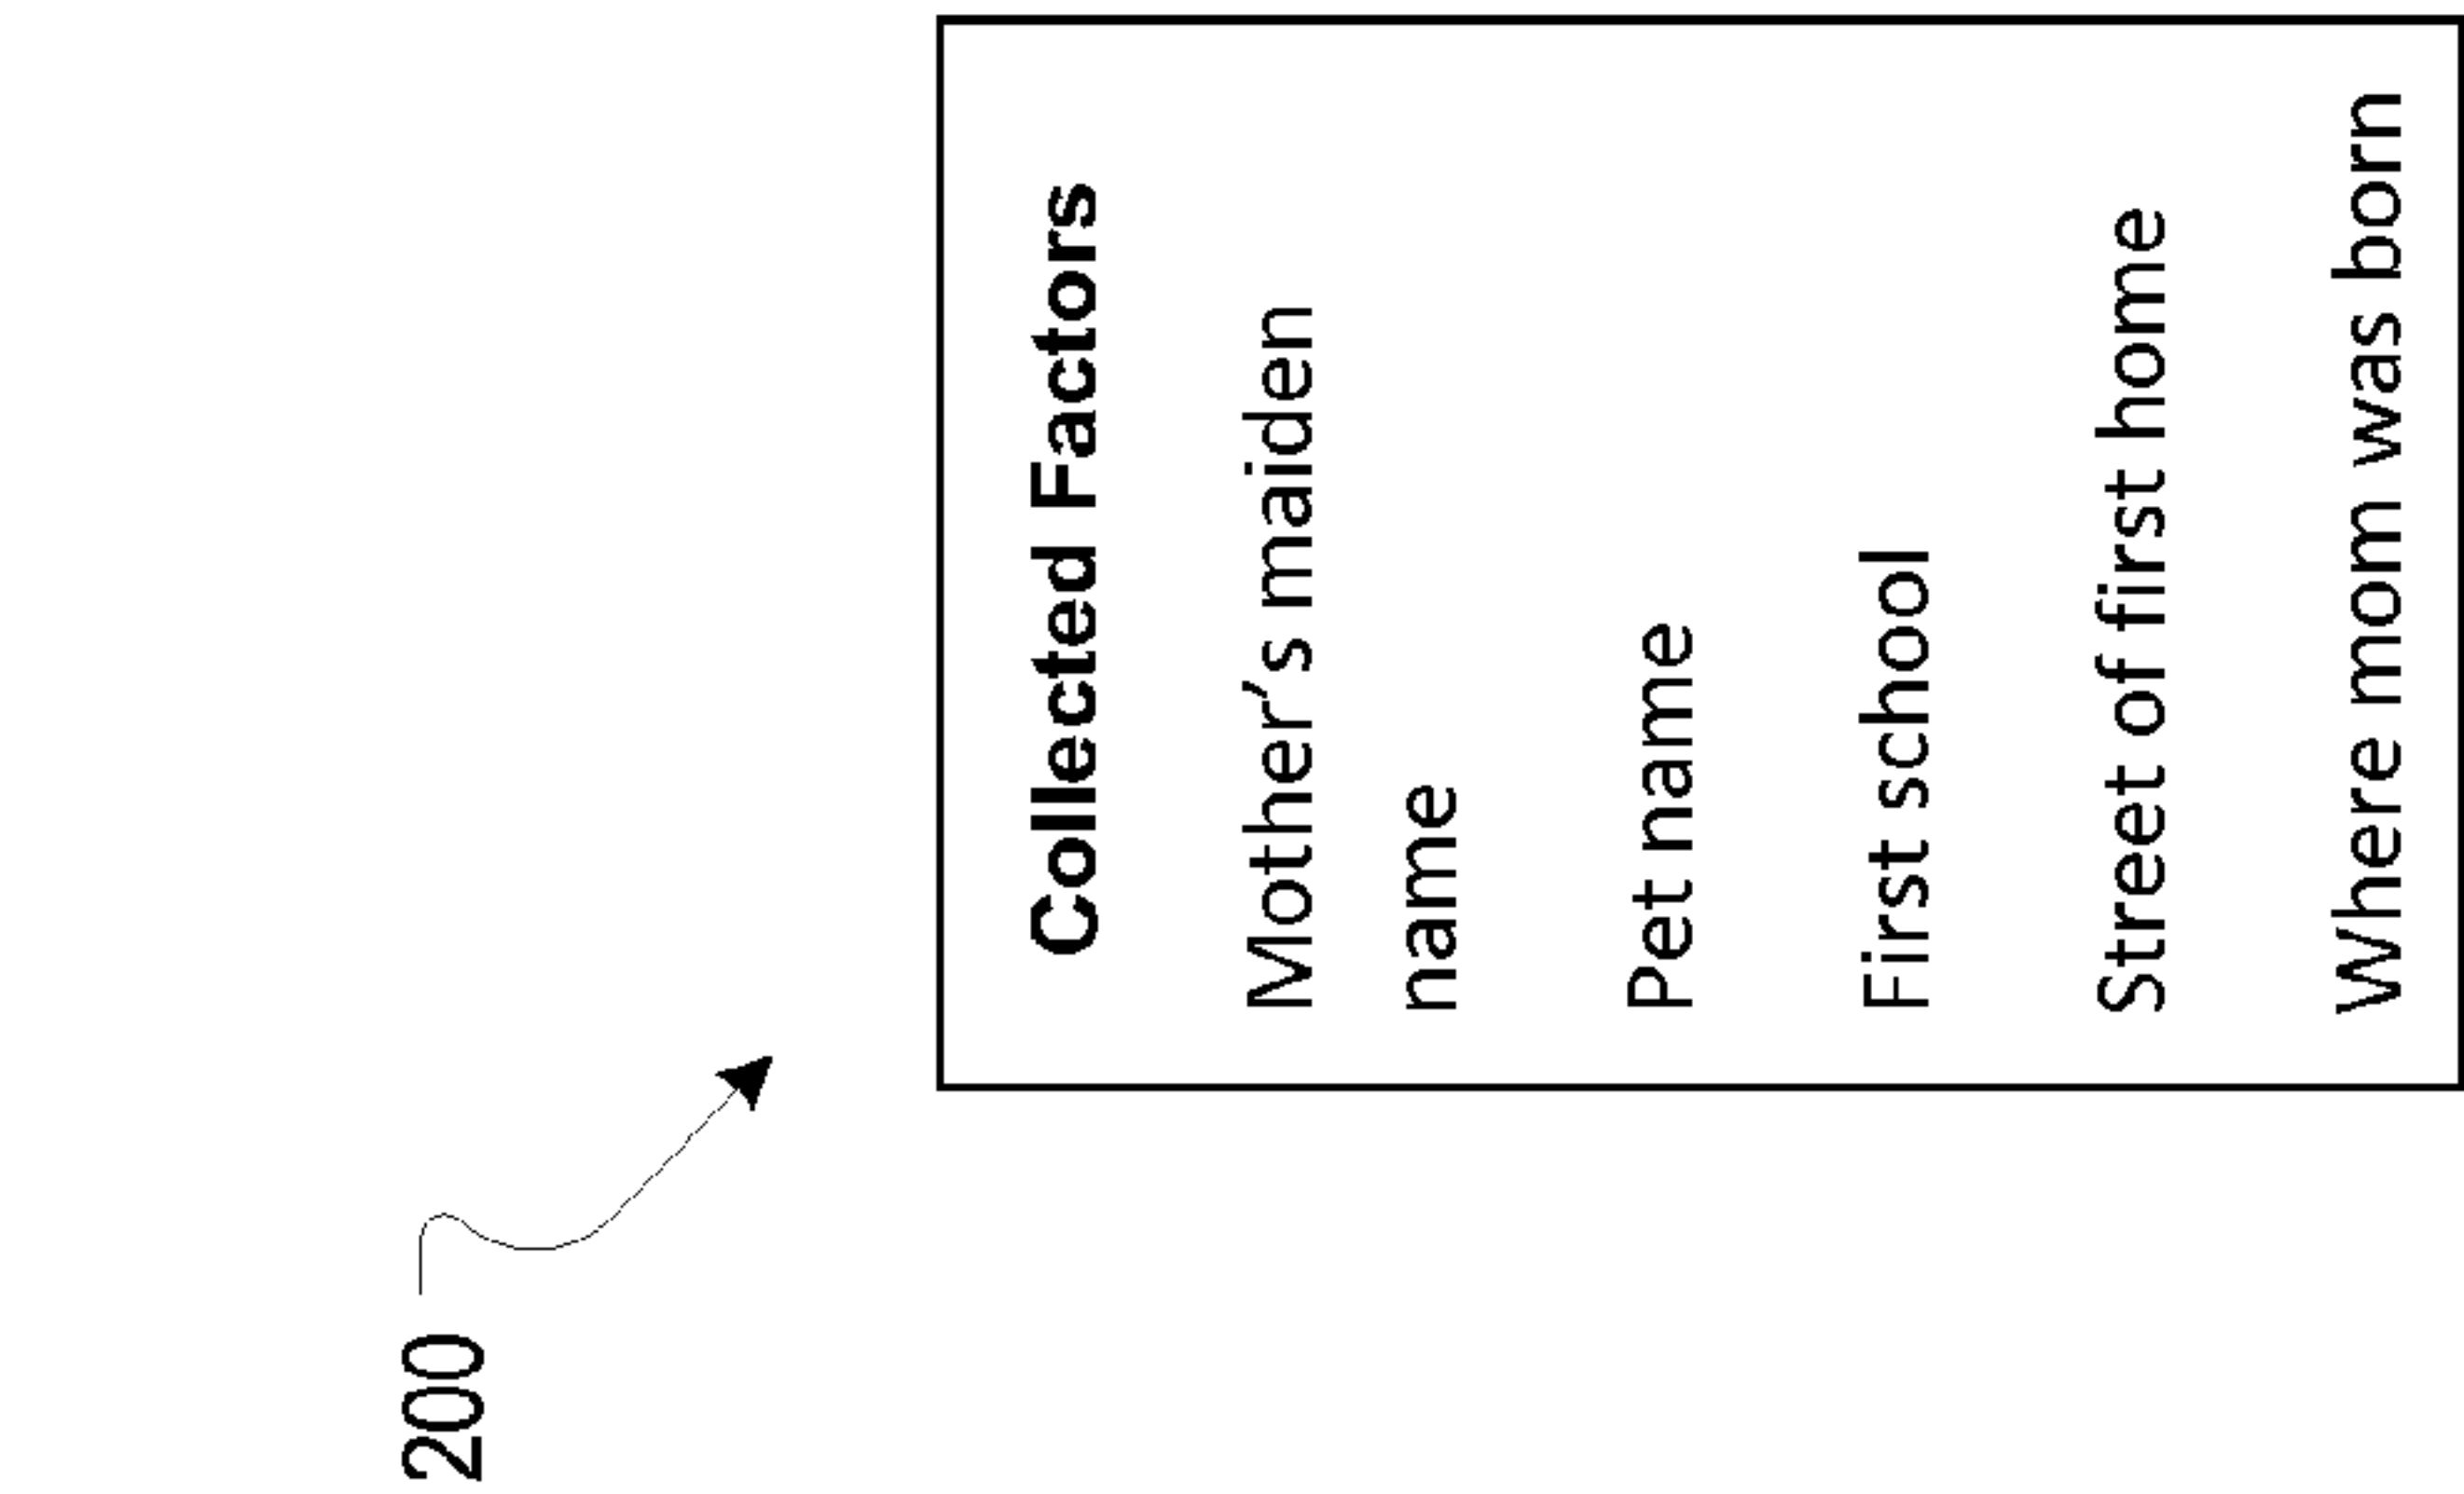 200
Collected Factors
Mother's maiden
name
Pet name
First school
Street of first home
Where mom was born